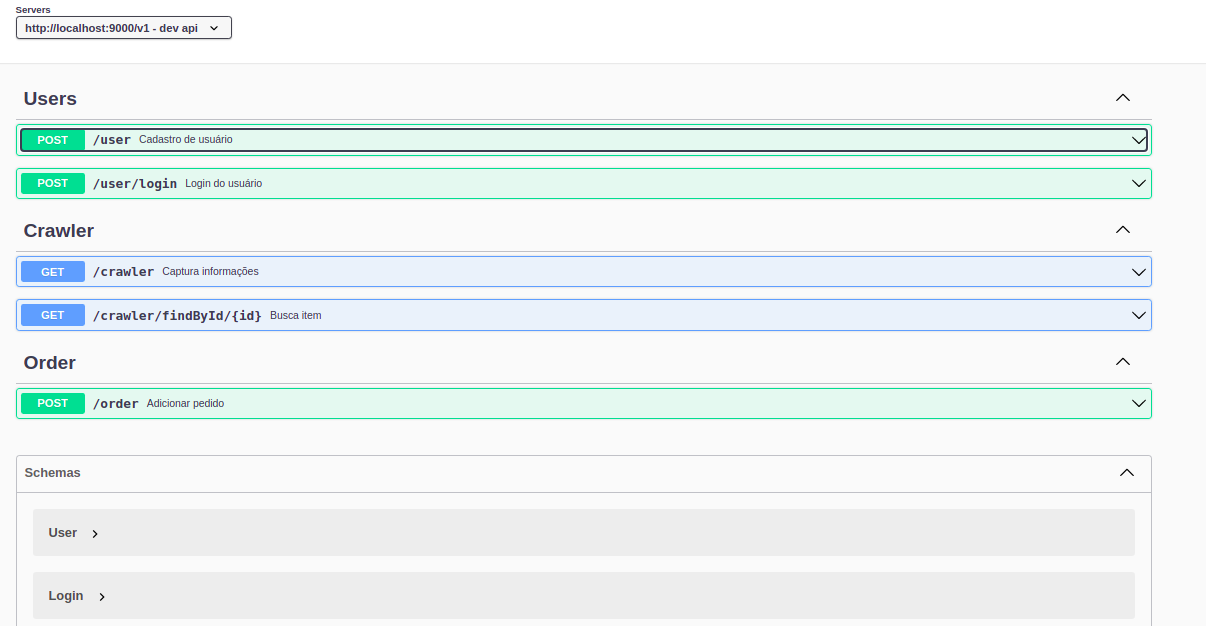 Servers
http://localhost:9000/v1 - dev api
Users
POST /user Cadastro de usuário
POST /user/login Login do usuário
Crawler
GET /crawler Captura informações
GET /crawler/findById/{id} Busca item
Order
POST /order Adicionar pedido
Schemas
User
Login